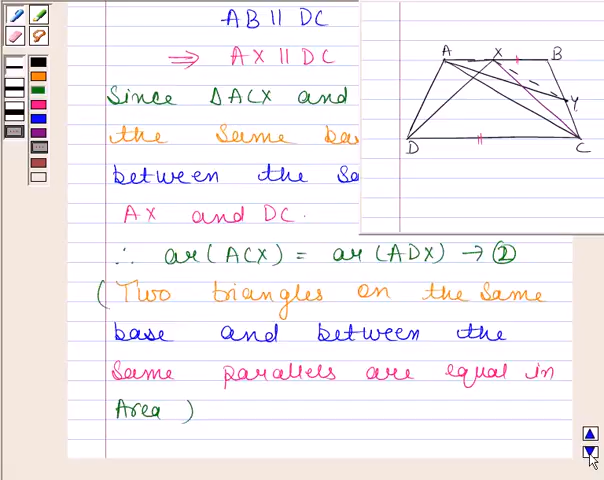 AB || DC
⇒ AX || DC
Since ΔACX and
the same
between the
AX and DC.
∴ ar(ACX) = ar(ADX) → ②
(Two triangles on the same
base and between the
same parallels are equal in
Area)
A X B
Y
D C